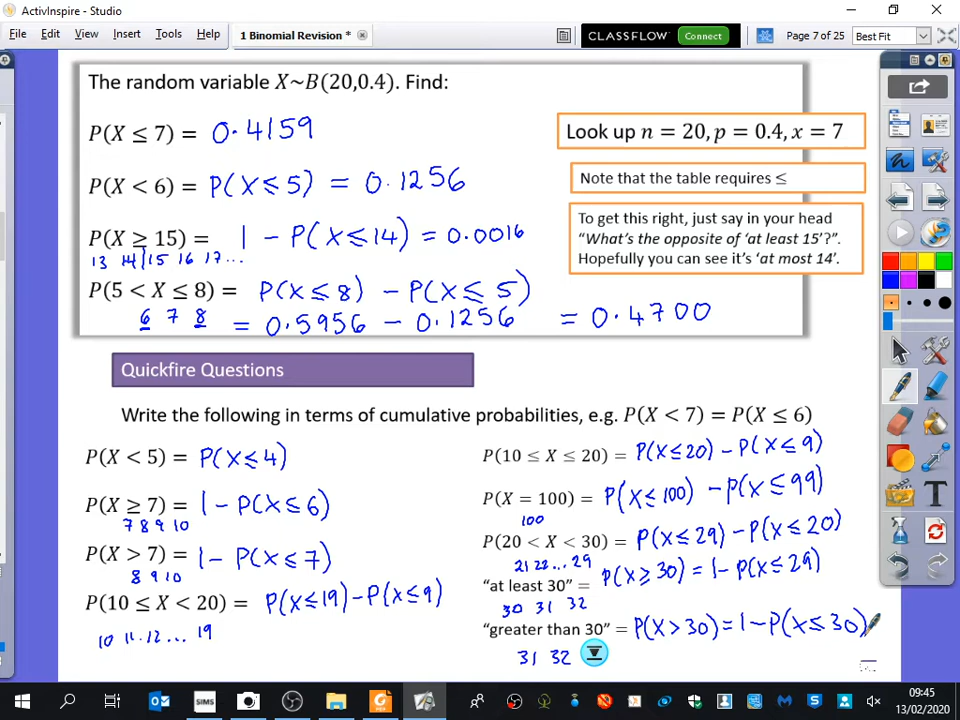 ActivInspire - Studio
File Edit View Insert Tools Help
1 Binomial Revision *
CLASSFLOW Connect
Page 7 of 25
Best Fit
The random variable X~B(20,0.4). Find:
P(X ≤ 7) = 0.4159
Look up n = 20, p = 0.4, x = 7
P(X < 6) = P(X ≤ 5) = 0.1256
Note that the table requires ≤
P(X ≥ 15) = 1 - P(X ≤ 14) = 0.0016
13 14 | 15 16 17...
To get this right, just say in your head
“What’s the opposite of ‘at least 15’?”.
Hopefully you can see it’s ‘at most 14’.
P(5 < X ≤ 8) = P(X ≤ 8) - P(X ≤ 5)
6 7 8 = 0.5956 - 0.1256 = 0.4700
Quickfire Questions
Write the following in terms of cumulative probabilities, e.g. P(X < 7) = P(X ≤ 6)
P(X < 5) = P(X ≤ 4)
P(X ≥ 7) = 1 - P(X ≤ 6)
7 8 9 10
P(X > 7) = 1 - P(X ≤ 7)
8 9 10
P(10 ≤ X < 20) = P(X ≤ 19) - P(X ≤ 9)
10 11 12 ... 19
P(10 ≤ X ≤ 20) = P(X ≤ 20) - P(X ≤ 9)
P(X = 100) = P(X ≤ 100) - P(X ≤ 99)
100
P(20 < X < 30) = P(X ≤ 29) - P(X ≤ 20)
21 22 ... 29
“at least 30” = P(X ≥ 30) = 1 - P(X ≤ 29)
30 31 32
“greater than 30” = P(X > 30) = 1 - P(X ≤ 30)
31 32
SIMS
09:45
13/02/2020